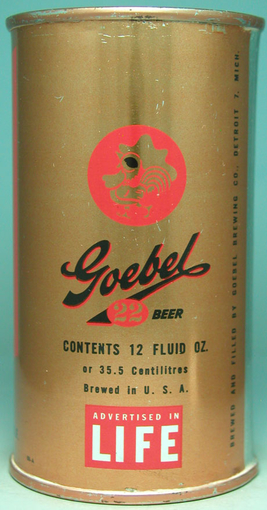 Goebel
22 BEER
CONTENTS 12 FLUID OZ.
or 35.5 Centilitres
Brewed in U. S. A.
ADVERTISED IN
LIFE
BREWED AND FILLED BY GOEBEL BREWING CO., DETROIT 7, MICH.